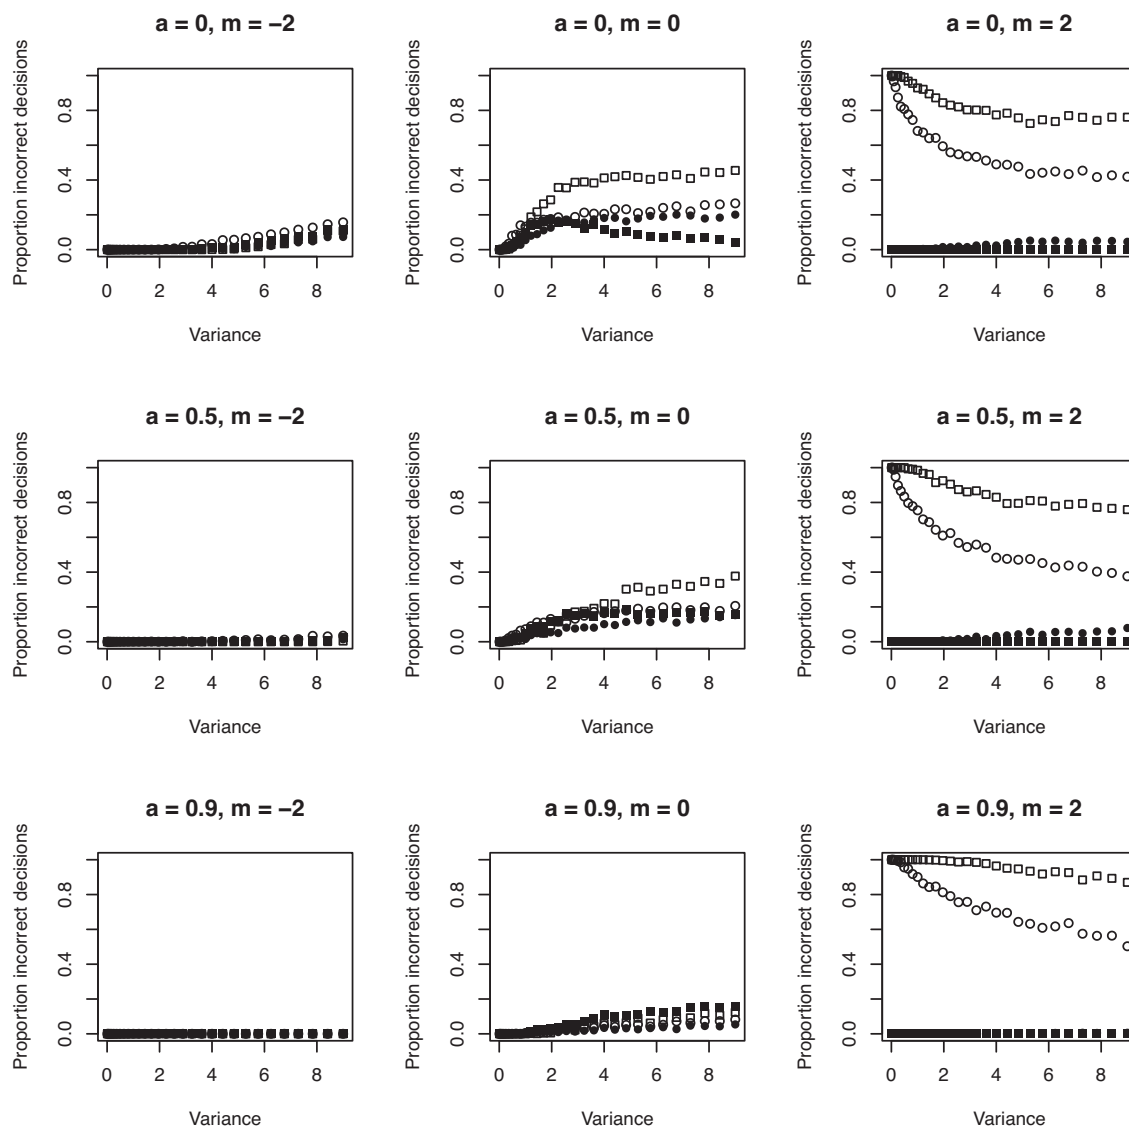 a = 0, m = −2
Proportion incorrect decisions
0.0 0.4 0.8
0 2 4 6 8
Variance
a = 0, m = 0
Proportion incorrect decisions
0.0 0.4 0.8
0 2 4 6 8
Variance
a = 0, m = 2
Proportion incorrect decisions
0.0 0.4 0.8
0 2 4 6 8
Variance
a = 0.5, m = −2
Proportion incorrect decisions
0.0 0.4 0.8
0 2 4 6 8
Variance
a = 0.5, m = 0
Proportion incorrect decisions
0.0 0.4 0.8
0 2 4 6 8
Variance
a = 0.5, m = 2
Proportion incorrect decisions
0.0 0.4 0.8
0 2 4 6 8
Variance
a = 0.9, m = −2
Proportion incorrect decisions
0.0 0.4 0.8
0 2 4 6 8
Variance
a = 0.9, m = 0
Proportion incorrect decisions
0.0 0.4 0.8
0 2 4 6 8
Variance
a = 0.9, m = 2
Proportion incorrect decisions
0.0 0.4 0.8
0 2 4 6 8
Variance